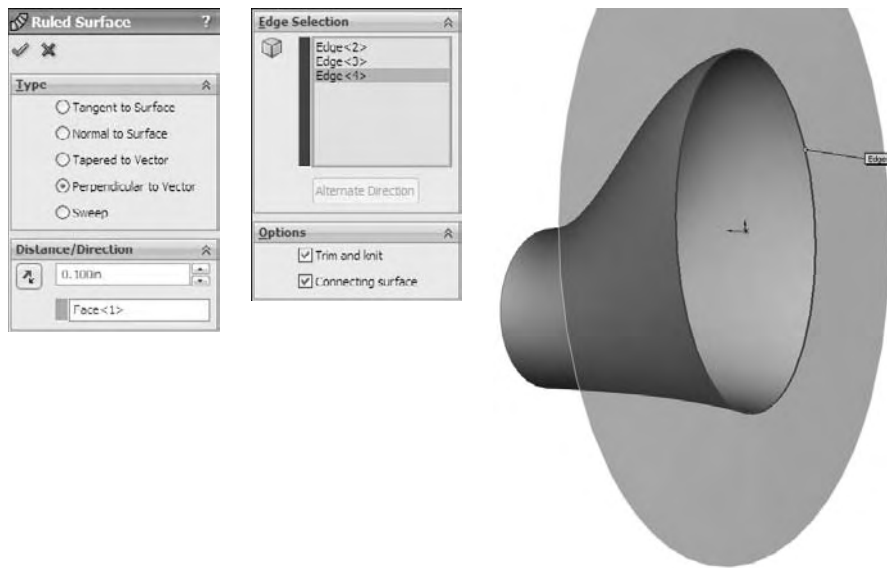 Ruled Surface ?
Type
Tangent to Surface
Normal to Surface
Tapered to Vector
Perpendicular to Vector
Sweep
Distance/Direction
0.100in
Face<1>
Edge Selection
Edge<2>
Edge<3>
Edge<4>
Alternate Direction
Options
Trim and knit
Connecting surface
Edge